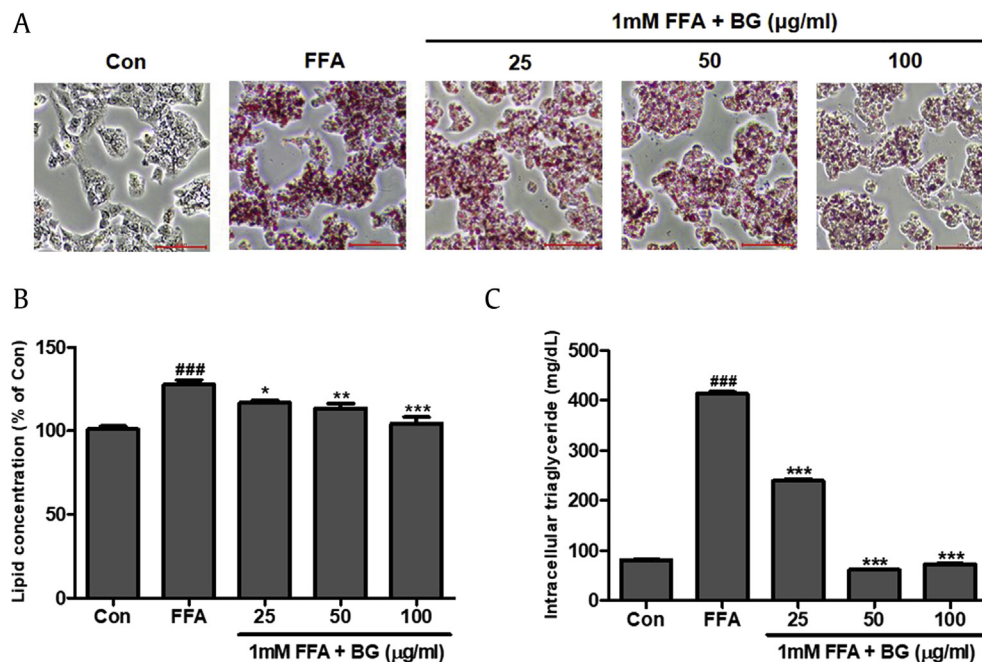 A
1mM FFA + BG (µg/ml)
Con FFA 25 50 100
B
Lipid concentration (% of Con)
150
100
50
0
###
*
**
***
Con FFA 25 50 100
1mM FFA + BG (µg/ml)
C
Intracellular triaglyceride (mg/dL)
500
400
300
200
100
0
###
***
***
***
Con FFA 25 50 100
1mM FFA + BG (µg/ml)